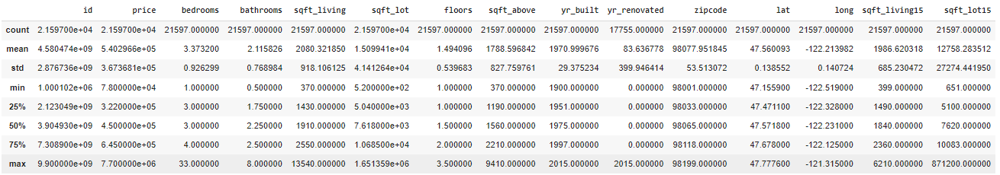 id price bedrooms bathrooms sqft_living sqft_lot floors sqft_above yr_built yr_renovated zipcode lat long sqft_living15 sqft_lot15
count 2.159700e+04 2.159700e+04 21597.000000 21597.000000 21597.000000 2.159700e+04 21597.000000 21597.000000 21597.000000 17755.000000 21597.000000 21597.000000 21597.000000 21597.000000 21597.000000
mean 4.580474e+09 5.402966e+05 3.373200 2.115826 2080.321850 1.509941e+04 1.494096 1788.596842 1970.999676 83.636778 98077.951845 47.560093 -122.213982 1986.620318 12758.283512
std 2.876736e+09 3.673681e+05 0.926299 0.768984 918.106125 4.141264e+04 0.539683 827.759761 29.375234 399.946414 53.513072 0.138552 0.140724 685.230472 27274.441950
min 1.000102e+06 7.800000e+04 1.000000 0.500000 370.000000 5.200000e+02 1.000000 370.000000 1900.000000 0.000000 98001.000000 47.155900 -122.519000 399.000000 651.000000
25% 2.123049e+09 3.220000e+05 3.000000 1.750000 1430.000000 5.040000e+03 1.000000 1190.000000 1951.000000 0.000000 98033.000000 47.471100 -122.328000 1490.000000 5100.000000
50% 3.904930e+09 4.500000e+05 3.000000 2.250000 1910.000000 7.618000e+03 1.500000 1560.000000 1975.000000 0.000000 98065.000000 47.571800 -122.231000 1840.000000 7620.000000
75% 7.308900e+09 6.450000e+05 4.000000 2.500000 2550.000000 1.068500e+04 2.000000 2210.000000 1997.000000 0.000000 98118.000000 47.678000 -122.125000 2360.000000 10083.000000
max 9.900000e+09 7.700000e+06 33.000000 8.000000 13540.000000 1.651359e+06 3.500000 9410.000000 2015.000000 2015.000000 98199.000000 47.777600 -121.315000 6210.000000 871200.000000